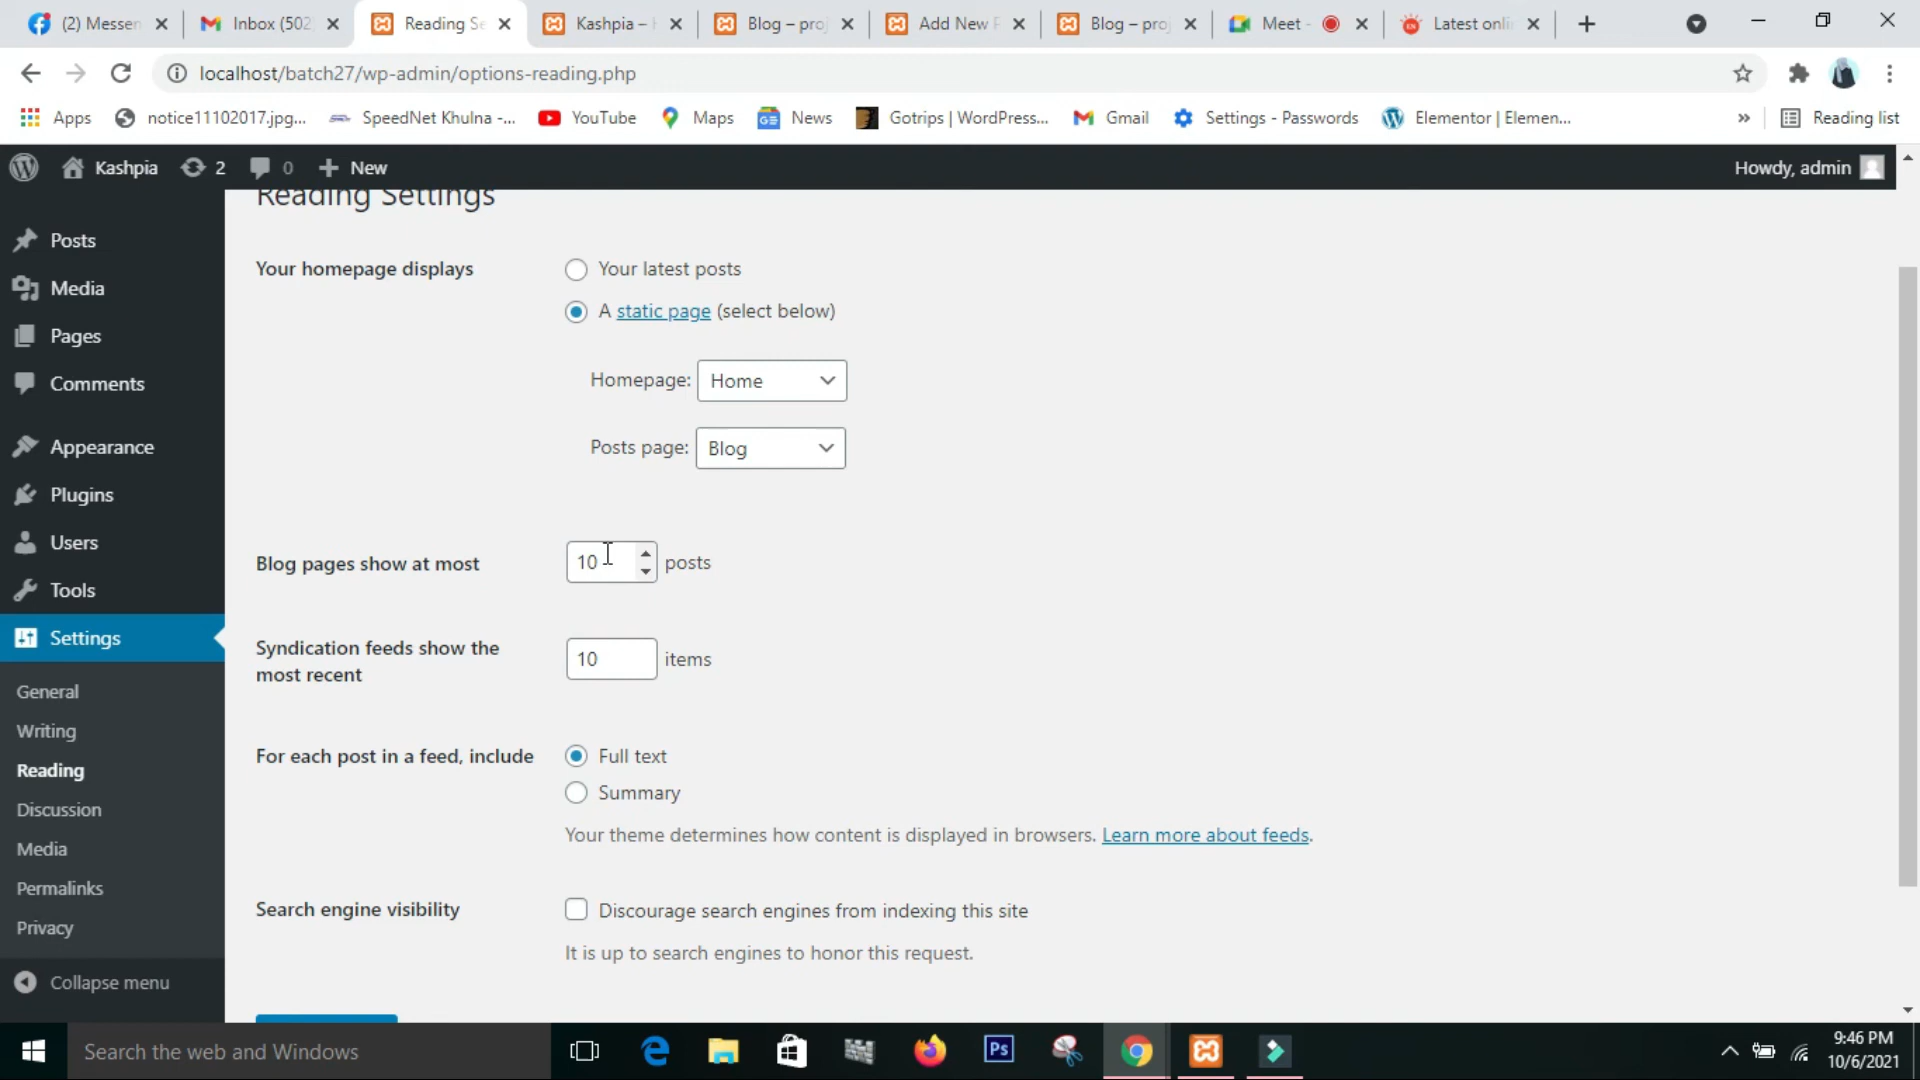 (2) Messen
Inbox (502
Reading Se
Kashpia – H
Blog – proj
Add New P
Blog – proj
Meet -
Latest onli
localhost/batch27/wp-admin/options-reading.php
Apps
notice11102017.jpg...
SpeedNet Khulna -...
YouTube
Maps
News
Gotrips | WordPress...
Gmail
Settings - Passwords
Elementor | Elemen...
»
Reading list
Kashpia
2
0
New
Howdy, admin
Posts
Media
Pages
Comments
Appearance
Plugins
Users
Tools
Settings
General
Writing
Reading
Discussion
Media
Permalinks
Privacy
Collapse menu
Reading Settings
Your homepage displays
Your latest posts
A static page (select below)
Homepage: Home
Posts page: Blog
Blog pages show at most 10 posts
Syndication feeds show the most recent 10 items
For each post in a feed, include
Full text
Summary
Your theme determines how content is displayed in browsers. Learn more about feeds.
Search engine visibility
Discourage search engines from indexing this site
It is up to search engines to honor this request.
Search the web and Windows
Ps
9:46 PM
10/6/2021